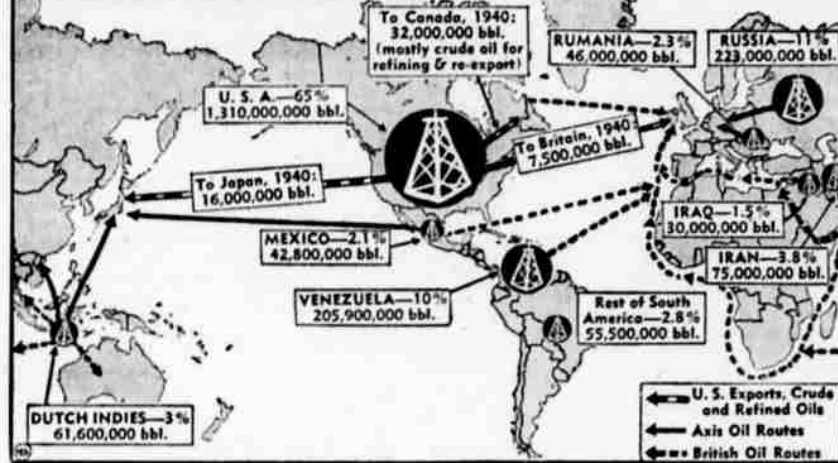 To Canada, 1940:
32,000,000 bbl.
(mostly crude oil for
refining & re-export)
RUMANIA—2.3%
46,000,000 bbl.
RUSSIA—11%
223,000,000 bbl.
U. S. A.—65%
1,310,000,000 bbl.
To Britain, 1940:
7,500,000 bbl.
To Japan, 1940:
16,000,000 bbl.
MEXICO—2.1%
42,800,000 bbl.
IRAQ—1.5%
30,000,000 bbl.
IRAN—3.8%
75,000,000 bbl.
VENEZUELA—10%
205,900,000 bbl.
Rest of South
America—2.8%
55,500,000 bbl.
DUTCH INDIES—3%
61,600,000 bbl.
U. S. Exports, Crude
and Refined Oils
Axis Oil Routes
British Oil Routes